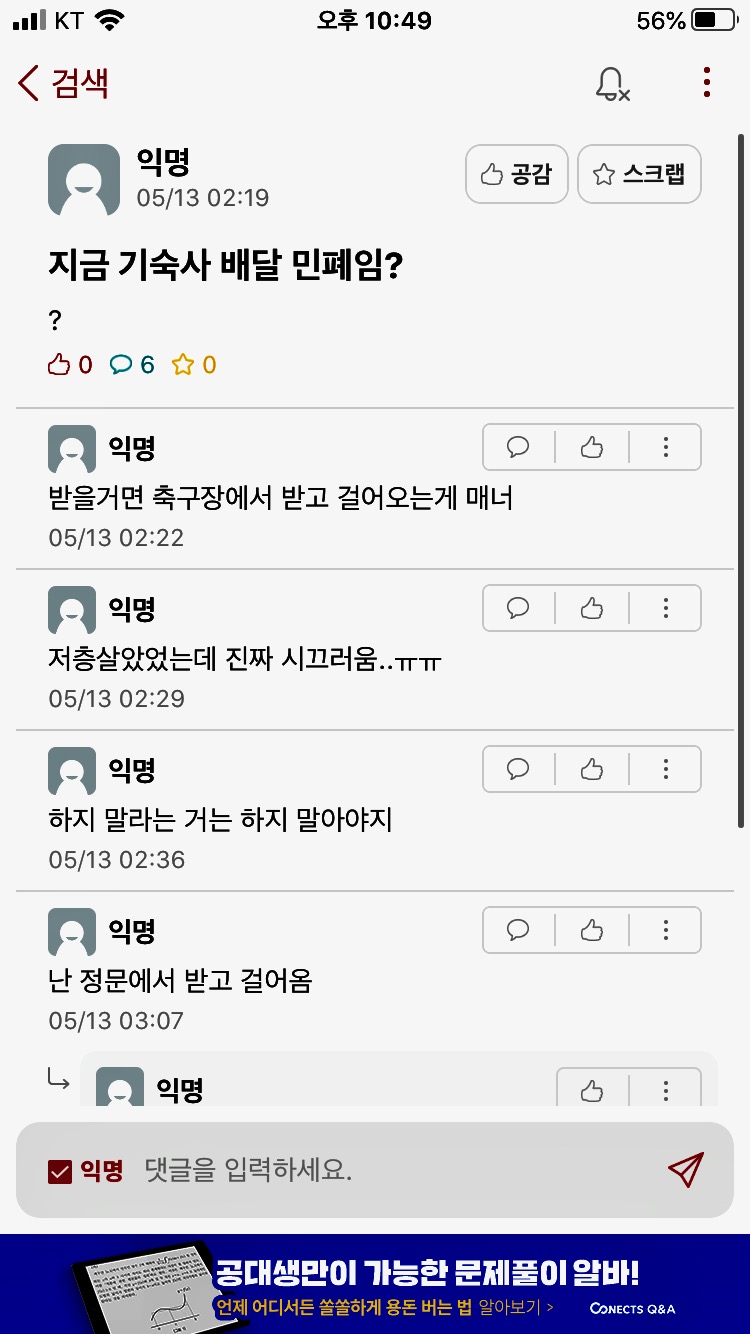 KT 오후 10:49 56%
검색
익명
05/13 02:19
공감 스크랩
지금 기숙사 배달 민폐임?
?
0 6 0
익명
받을거면 축구장에서 받고 걸어오는게 매너
05/13 02:22
익명
저층살았었는데 진짜 시끄러움..ㅠㅠ
05/13 02:29
익명
하지 말라는 거는 하지 말아야지
05/13 02:36
익명
난 정문에서 받고 걸어옴
05/13 03:07
익명
익명 댓글을 입력하세요.
공대생만이 가능한 문제풀이 알바!
언제 어디서든 쏠쏠하게 용돈 버는 법 알아보기 >
CONECTS Q&A